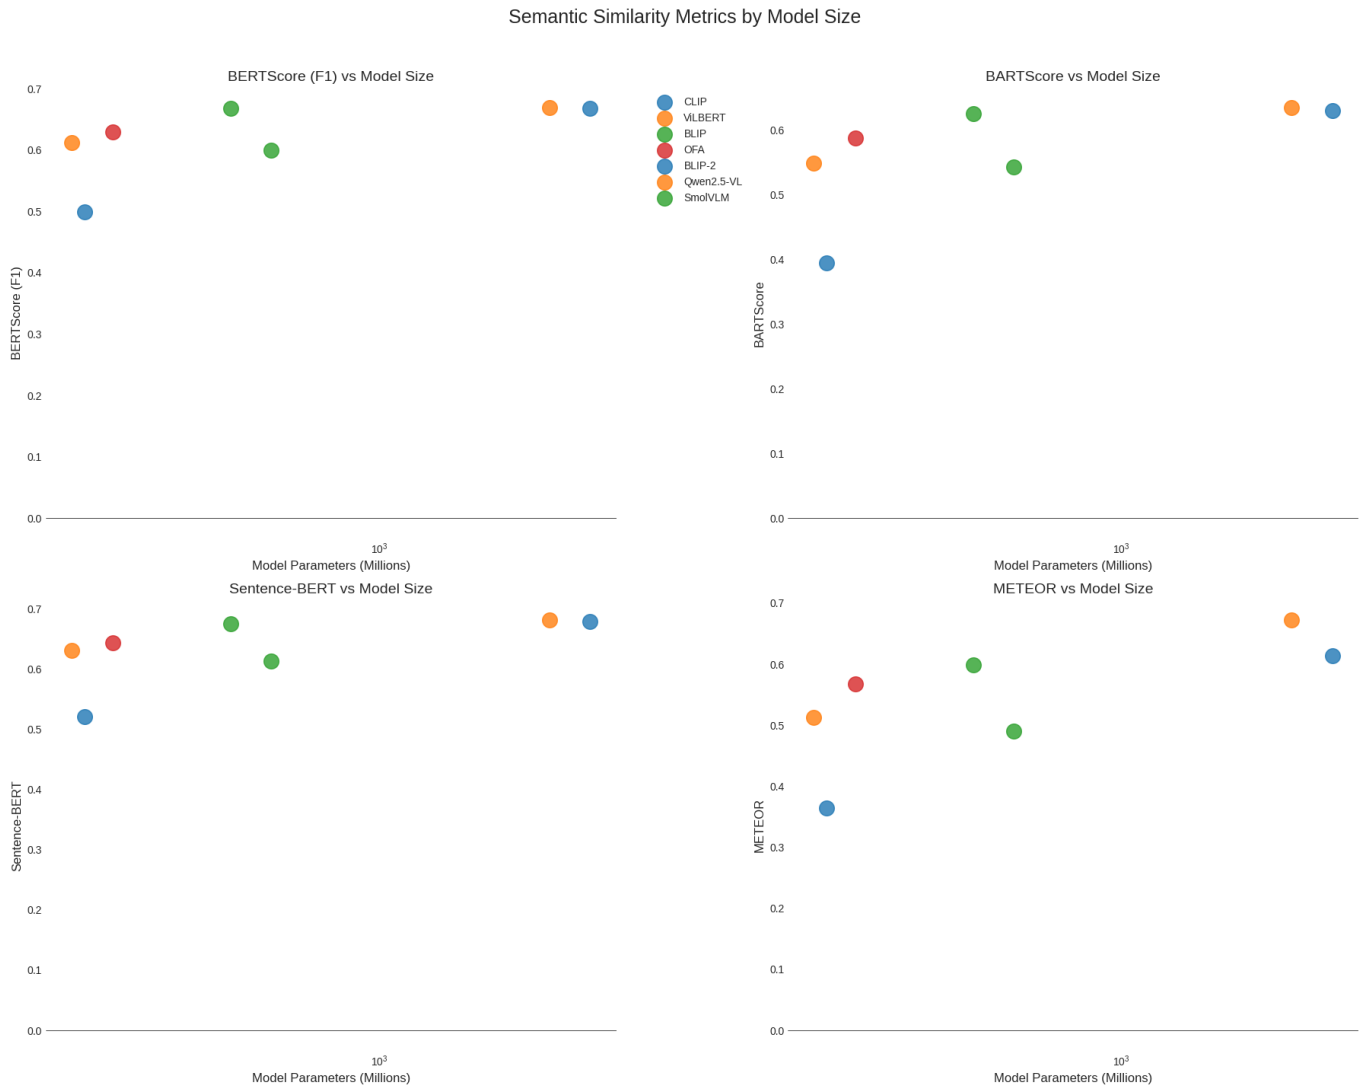 Semantic Similarity Metrics by Model Size
BERTScore (F1) vs Model Size
0.7
0.6
0.5
0.4
0.3
0.2
0.1
0.0
BERTScore (F1)
10³
Model Parameters (Millions)
CLIP
ViLBERT
BLIP
OFA
BLIP-2
Qwen2.5-VL
SmolVLM
BARTScore vs Model Size
0.6
0.5
0.4
0.3
0.2
0.1
0.0
BARTScore
10³
Model Parameters (Millions)
Sentence-BERT vs Model Size
0.7
0.6
0.5
0.4
0.3
0.2
0.1
0.0
Sentence-BERT
10³
Model Parameters (Millions)
METEOR vs Model Size
0.7
0.6
0.5
0.4
0.3
0.2
0.1
0.0
METEOR
10³
Model Parameters (Millions)